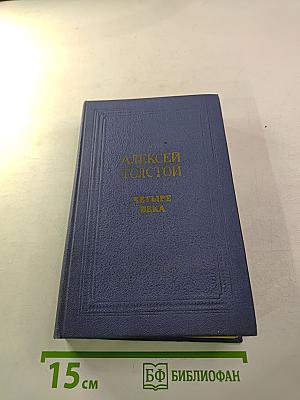 АЛЕКСЕЙ
ТОЛСТОЙ
ЧЕТЫРЕ
ВЕКА
15 см
БФ БИБЛИОФАН